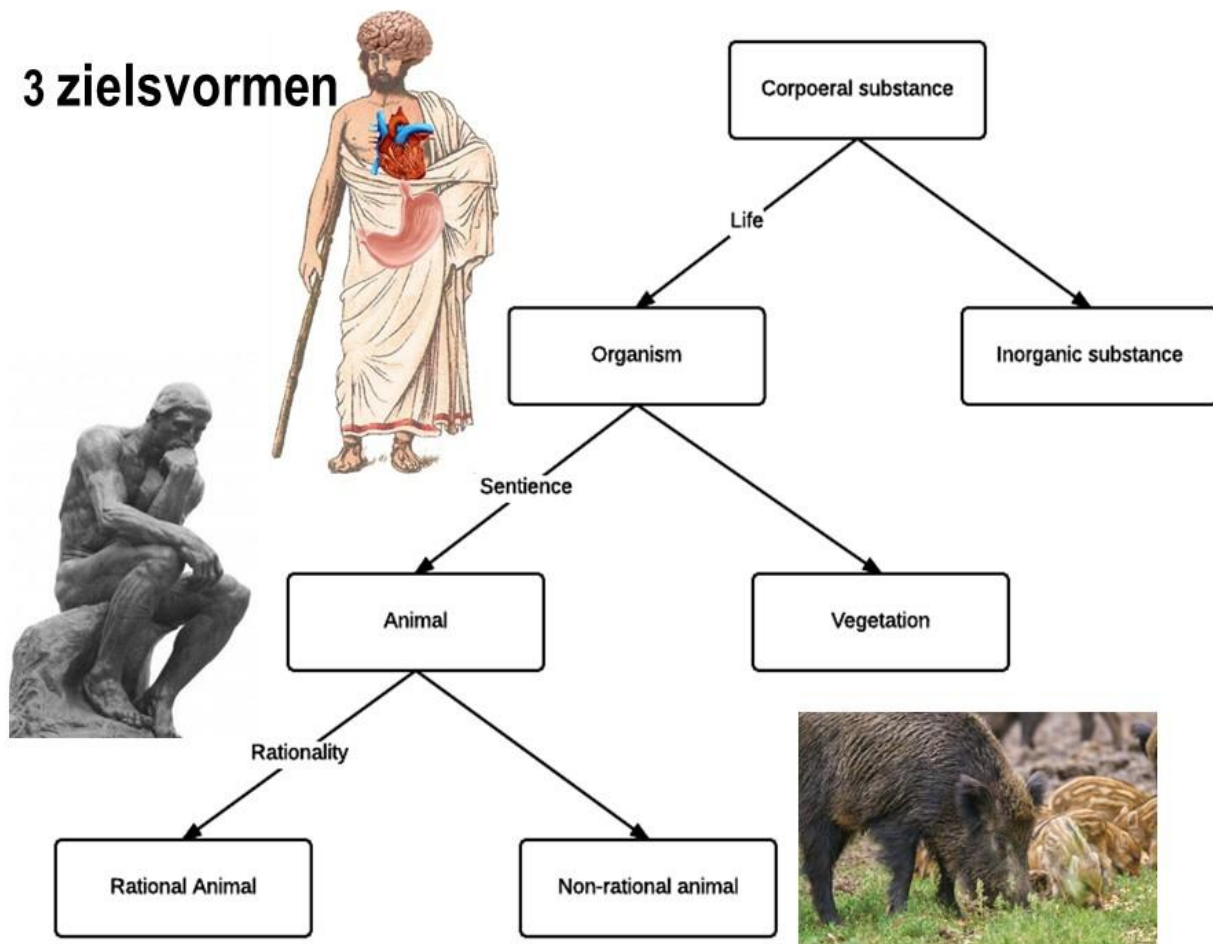 3 zielsvormen
Corpoeral substance
Life
Organism
Inorganic substance
Sentience
Animal
Vegetation
Rationality
Rational Animal
Non-rational animal